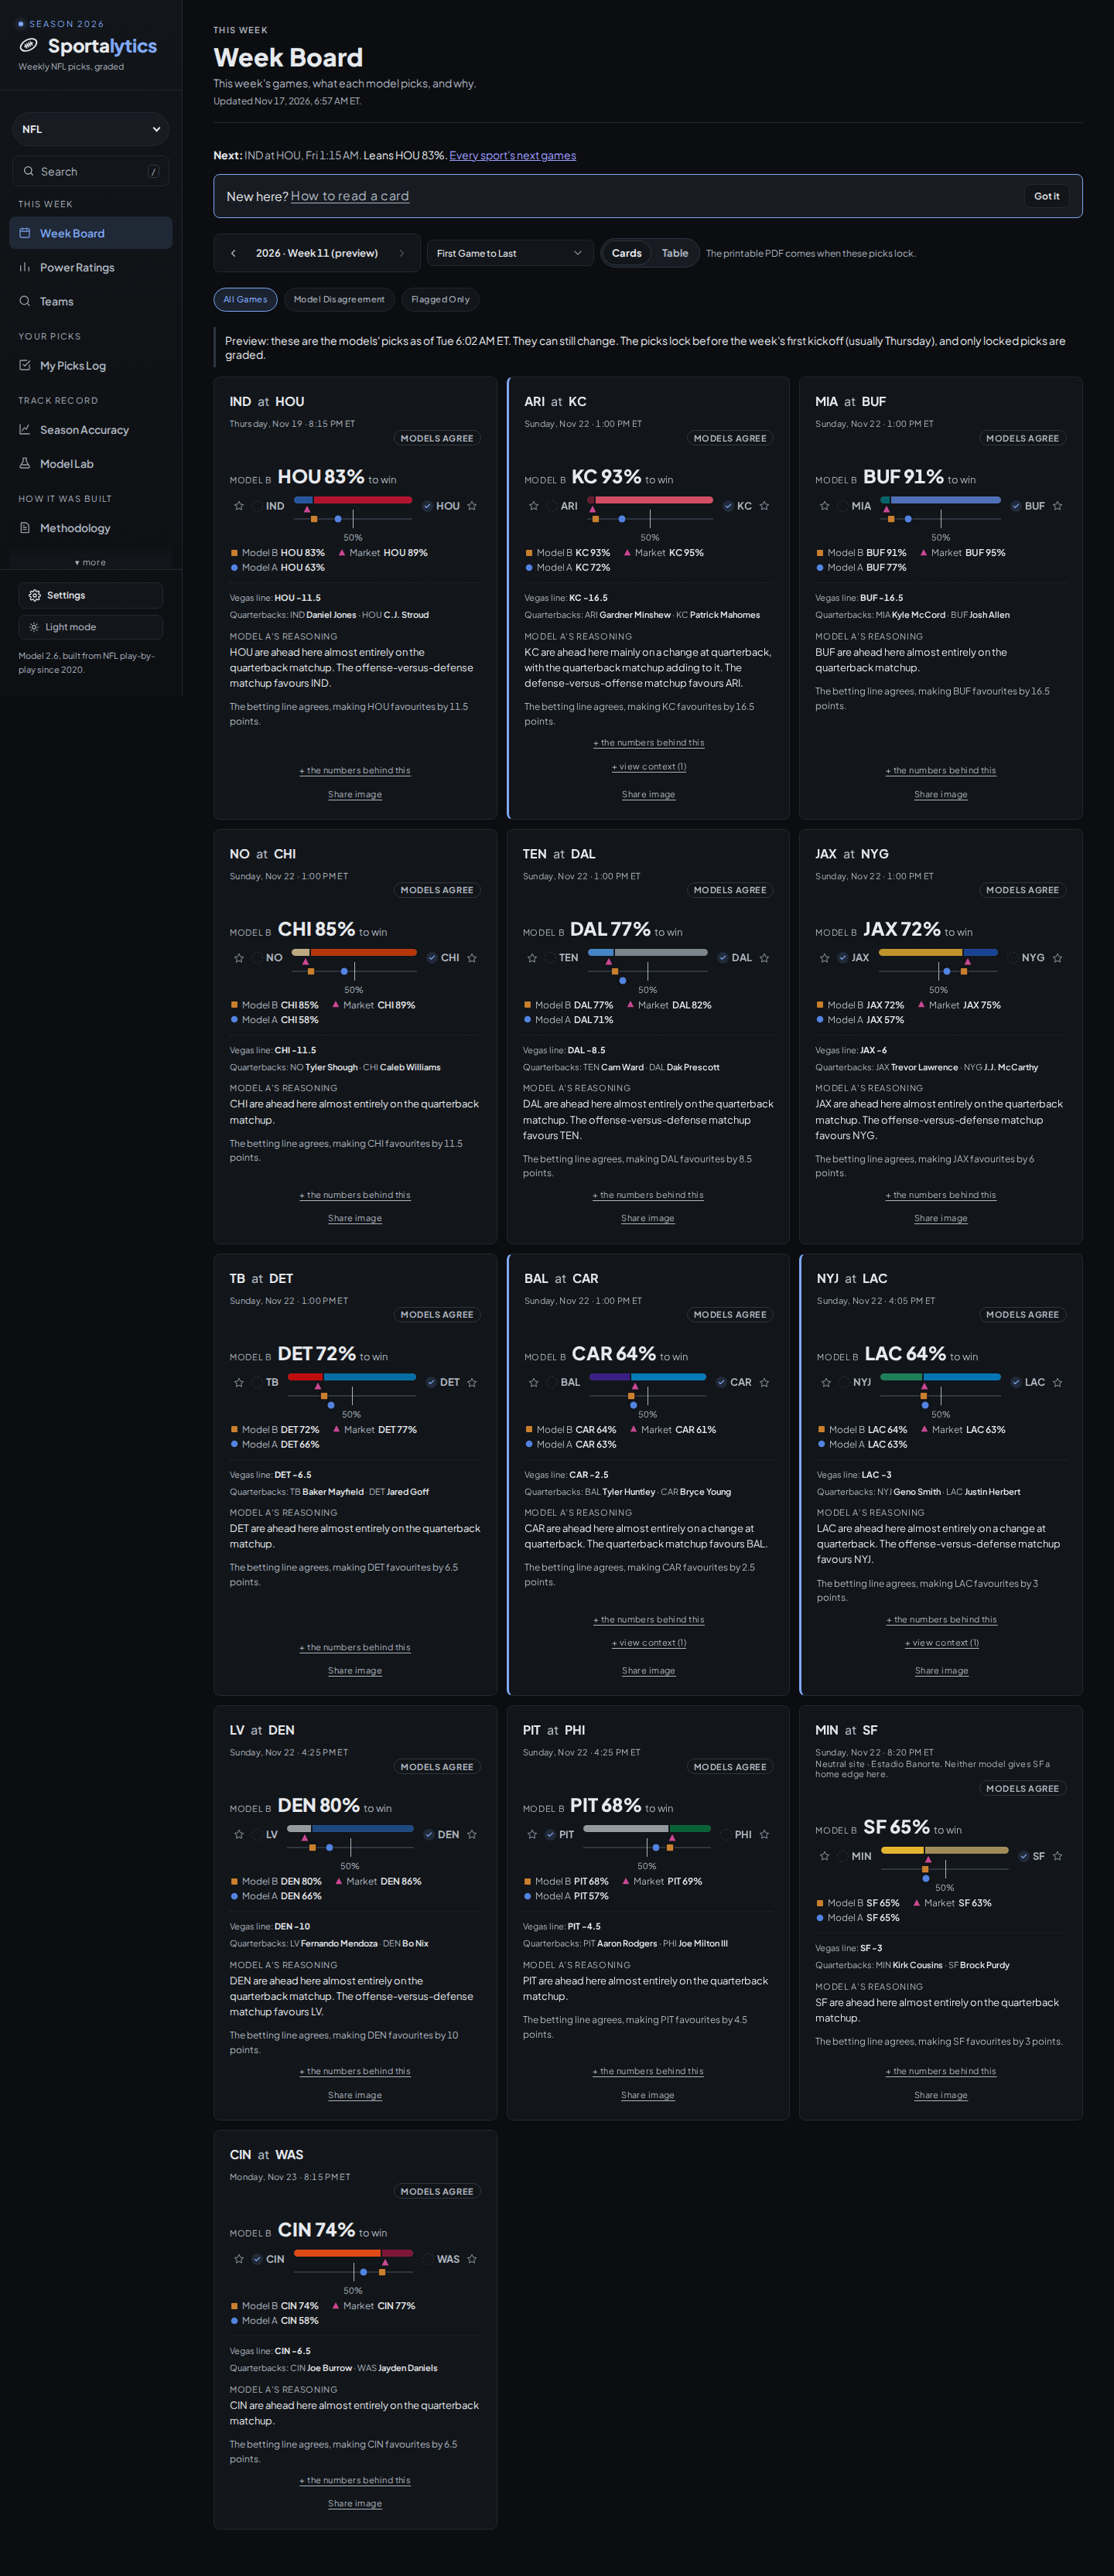 SEASON 2026
Sportalytics
Weekly NFL picks, graded
NFL
Search
/
THIS WEEK
Week Board
Power Ratings
Teams
YOUR PICKS
My Picks Log
TRACK RECORD
Season Accuracy
Model Lab
HOW IT WAS BUILT
Methodology
▾ more
Settings
Light mode
Model 2.6, built from NFL play-by-
play since 2020.
THIS WEEK
Week Board
This week's games, what each model picks, and why.
Updated Nov 17, 2026, 6:57 AM ET.
Next: IND at HOU, Fri 1:15 AM. Leans HOU 83%. Every sport's next games
New here? How to read a card
Got it
2026 · Week 11 (preview)
First Game to Last
Cards
Table
The printable PDF comes when these picks lock.
All Games
Model Disagreement
Flagged Only
Preview: these are the models' picks as of Tue 6:02 AM ET. They can still change. The picks lock before the week's first kickoff (usually Thursday), and only locked picks are
graded.
IND at HOU
Thursday, Nov 19 · 8:15 PM ET
MODELS AGREE
MODEL B HOU 83% to win
IND
HOU
50%
Model B HOU 83% Market HOU 89%
Model A HOU 63%
Vegas line: HOU -11.5
Quarterbacks: IND Daniel Jones · HOU C.J. Stroud
MODEL A'S REASONING
HOU are ahead here almost entirely on the
quarterback matchup. The offense-versus-defense
matchup favours IND.
The betting line agrees, making HOU favourites by 11.5
points.
+ the numbers behind this
Share image
ARI at KC
Sunday, Nov 22 · 1:00 PM ET
MODELS AGREE
MODEL B KC 93% to win
ARI
KC
50%
Model B KC 93% Market KC 95%
Model A KC 72%
Vegas line: KC -16.5
Quarterbacks: ARI Gardner Minshew · KC Patrick Mahomes
MODEL A'S REASONING
KC are ahead here mainly on a change at quarterback,
with the quarterback matchup adding to it. The
defense-versus-offense matchup favours ARI.
The betting line agrees, making KC favourites by 16.5
points.
+ the numbers behind this
+ view context (1)
Share image
MIA at BUF
Sunday, Nov 22 · 1:00 PM ET
MODELS AGREE
MODEL B BUF 91% to win
MIA
BUF
50%
Model B BUF 91% Market BUF 95%
Model A BUF 77%
Vegas line: BUF -16.5
Quarterbacks: MIA Kyle McCord · BUF Josh Allen
MODEL A'S REASONING
BUF are ahead here almost entirely on the
quarterback matchup.
The betting line agrees, making BUF favourites by 16.5
points.
+ the numbers behind this
Share image
NO at CHI
Sunday, Nov 22 · 1:00 PM ET
MODELS AGREE
MODEL B CHI 85% to win
NO
CHI
50%
Model B CHI 85% Market CHI 89%
Model A CHI 58%
Vegas line: CHI -11.5
Quarterbacks: NO Tyler Shough · CHI Caleb Williams
MODEL A'S REASONING
CHI are ahead here almost entirely on the quarterback
matchup.
The betting line agrees, making CHI favourites by 11.5
points.
+ the numbers behind this
Share image
TEN at DAL
Sunday, Nov 22 · 1:00 PM ET
MODELS AGREE
MODEL B DAL 77% to win
TEN
DAL
50%
Model B DAL 77% Market DAL 82%
Model A DAL 71%
Vegas line: DAL -8.5
Quarterbacks: TEN Cam Ward · DAL Dak Prescott
MODEL A'S REASONING
DAL are ahead here almost entirely on the quarterback
matchup. The offense-versus-defense matchup
favours TEN.
The betting line agrees, making DAL favourites by 8.5
points.
+ the numbers behind this
Share image
JAX at NYG
Sunday, Nov 22 · 1:00 PM ET
MODELS AGREE
MODEL B JAX 72% to win
JAX
NYG
50%
Model B JAX 72% Market JAX 75%
Model A JAX 57%
Vegas line: JAX -6
Quarterbacks: JAX Trevor Lawrence · NYG J.J. McCarthy
MODEL A'S REASONING
JAX are ahead here almost entirely on the quarterback
matchup. The offense-versus-defense matchup
favours NYG.
The betting line agrees, making JAX favourites by 6
points.
+ the numbers behind this
Share image
TB at DET
Sunday, Nov 22 · 1:00 PM ET
MODELS AGREE
MODEL B DET 72% to win
TB
DET
50%
Model B DET 72% Market DET 77%
Model A DET 66%
Vegas line: DET -6.5
Quarterbacks: TB Baker Mayfield · DET Jared Goff
MODEL A'S REASONING
DET are ahead here almost entirely on the quarterback
matchup.
The betting line agrees, making DET favourites by 6.5
points.
+ the numbers behind this
Share image
BAL at CAR
Sunday, Nov 22 · 1:00 PM ET
MODELS AGREE
MODEL B CAR 64% to win
BAL
CAR
50%
Model B CAR 64% Market CAR 61%
Model A CAR 63%
Vegas line: CAR -2.5
Quarterbacks: BAL Tyler Huntley · CAR Bryce Young
MODEL A'S REASONING
CAR are ahead here almost entirely on a change at
quarterback. The quarterback matchup favours BAL.
The betting line agrees, making CAR favourites by 2.5
points.
+ the numbers behind this
+ view context (1)
Share image
NYJ at LAC
Sunday, Nov 22 · 4:05 PM ET
MODELS AGREE
MODEL B LAC 64% to win
NYJ
LAC
50%
Model B LAC 64% Market LAC 63%
Model A LAC 63%
Vegas line: LAC -3
Quarterbacks: NYJ Geno Smith · LAC Justin Herbert
MODEL A'S REASONING
LAC are ahead here almost entirely on a change at
quarterback. The offense-versus-defense matchup
favours NYJ.
The betting line agrees, making LAC favourites by 3
points.
+ the numbers behind this
+ view context (1)
Share image
LV at DEN
Sunday, Nov 22 · 4:25 PM ET
MODELS AGREE
MODEL B DEN 80% to win
LV
DEN
50%
Model B DEN 80% Market DEN 86%
Model A DEN 66%
Vegas line: DEN -10
Quarterbacks: LV Fernando Mendoza · DEN Bo Nix
MODEL A'S REASONING
DEN are ahead here almost entirely on the
quarterback matchup. The offense-versus-defense
matchup favours LV.
The betting line agrees, making DEN favourites by 10
points.
+ the numbers behind this
Share image
PIT at PHI
Sunday, Nov 22 · 4:25 PM ET
MODELS AGREE
MODEL B PIT 68% to win
PIT
PHI
50%
Model B PIT 68% Market PIT 69%
Model A PIT 57%
Vegas line: PIT -4.5
Quarterbacks: PIT Aaron Rodgers · PHI Joe Milton III
MODEL A'S REASONING
PIT are ahead here almost entirely on the quarterback
matchup.
The betting line agrees, making PIT favourites by 4.5
points.
+ the numbers behind this
Share image
MIN at SF
Sunday, Nov 22 · 8:20 PM ET
Neutral site · Estadio Banorte. Neither model gives SF a
home edge here.
MODELS AGREE
MODEL B SF 65% to win
MIN
SF
50%
Model B SF 65% Market SF 63%
Model A SF 65%
Vegas line: SF -3
Quarterbacks: MIN Kirk Cousins · SF Brock Purdy
MODEL A'S REASONING
SF are ahead here almost entirely on the quarterback
matchup.
The betting line agrees, making SF favourites by 3 points.
+ the numbers behind this
Share image
CIN at WAS
Monday, Nov 23 · 8:15 PM ET
MODELS AGREE
MODEL B CIN 74% to win
CIN
WAS
50%
Model B CIN 74% Market CIN 77%
Model A CIN 58%
Vegas line: CIN -6.5
Quarterbacks: CIN Joe Burrow · WAS Jayden Daniels
MODEL A'S REASONING
CIN are ahead here almost entirely on the quarterback
matchup.
The betting line agrees, making CIN favourites by 6.5
points.
+ the numbers behind this
Share image